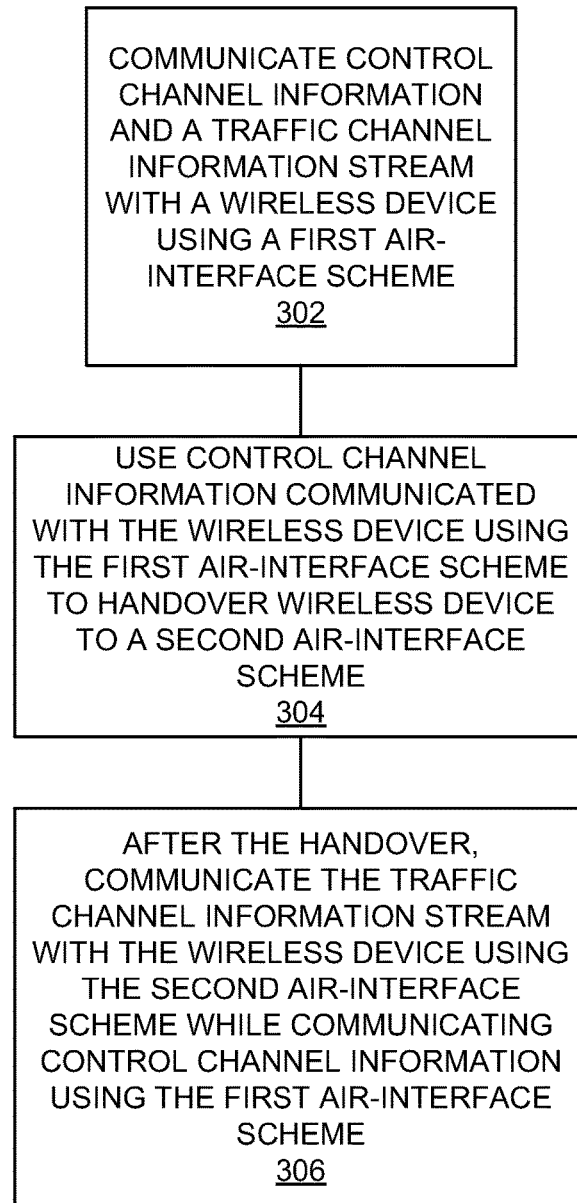 COMMUNICATE CONTROL
CHANNEL INFORMATION
AND A TRAFFIC CHANNEL
INFORMATION STREAM
WITH A WIRELESS DEVICE
USING A FIRST AIR-
INTERFACE SCHEME
302
USE CONTROL CHANNEL
INFORMATION COMMUNICATED
WITH THE WIRELESS DEVICE USING
THE FIRST AIR-INTERFACE SCHEME
TO HANDOVER WIRELESS DEVICE
TO A SECOND AIR-INTERFACE
SCHEME
304
AFTER THE HANDOVER,
COMMUNICATE THE TRAFFIC
CHANNEL INFORMATION STREAM
WITH THE WIRELESS DEVICE USING
THE SECOND AIR-INTERFACE
SCHEME WHILE COMMUNICATING
CONTROL CHANNEL INFORMATION
USING THE FIRST AIR-INTERFACE
SCHEME
306